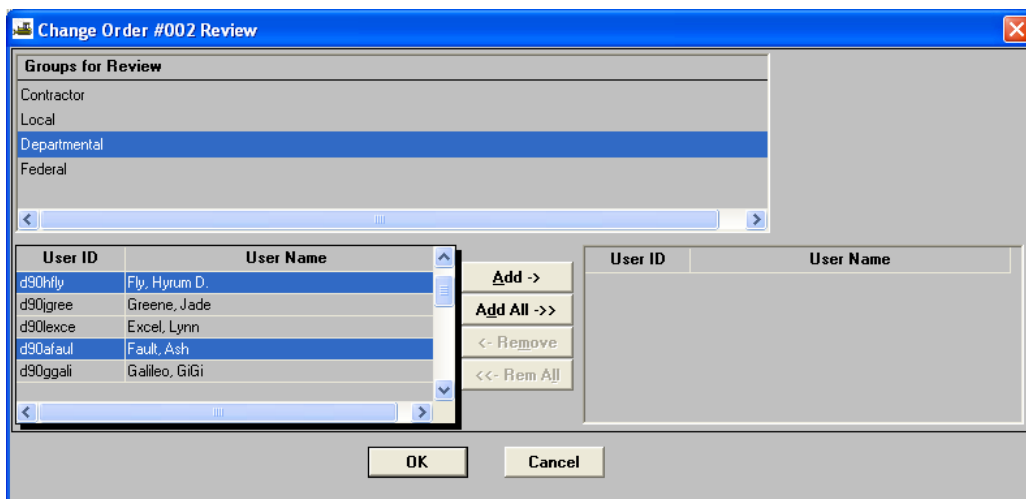 Change Order #002 Review
Groups for Review
Contractor
Local
Departmental
Federal
User ID User Name
d90hfly Fly, Hyrum D.
d90jgree Greene, Jade
d90lexce Excel, Lynn
d90afaul Fault, Ash
d90ggali Galileo, GiGi
Add ->
Add All ->>
<- Remove
<<- Rem All
User ID User Name
OK Cancel